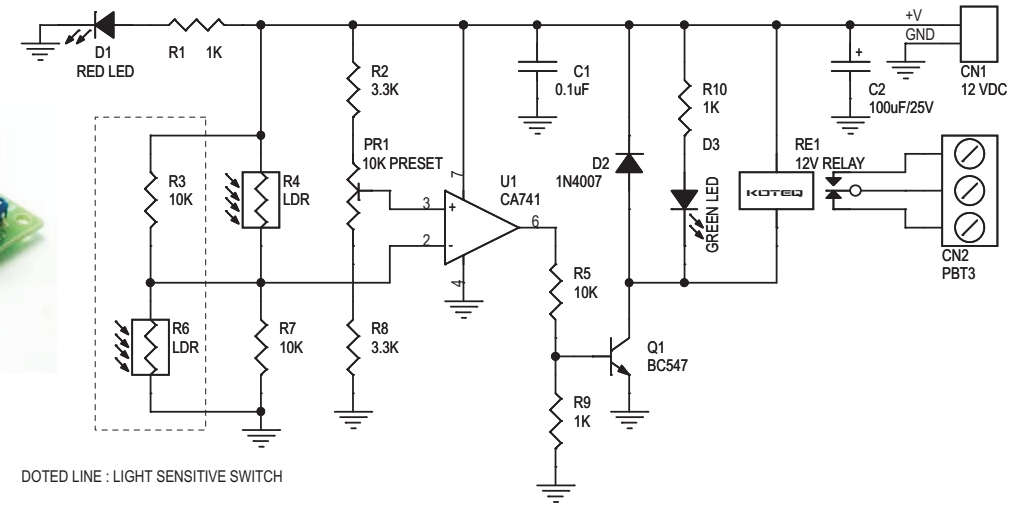 +V
GND
CN1
12 VDC
D1
RED LED
R1 1K
R2
3.3K
C1
0.1uF
R10
1K
C2
100uF/25V
+
PR1
10K PRESET
D3
RE1
12V RELAY
D2
1N4007
R3
10K
R4
LDR
7
U1
CA741
KOTEQ
GREEN LED
3
+
6
2
-
4
CN2
PBT3
R5
10K
R6
LDR
R7
10K
R8
3.3K
Q1
BC547
R9
1K
DOTED LINE : LIGHT SENSITIVE SWITCH